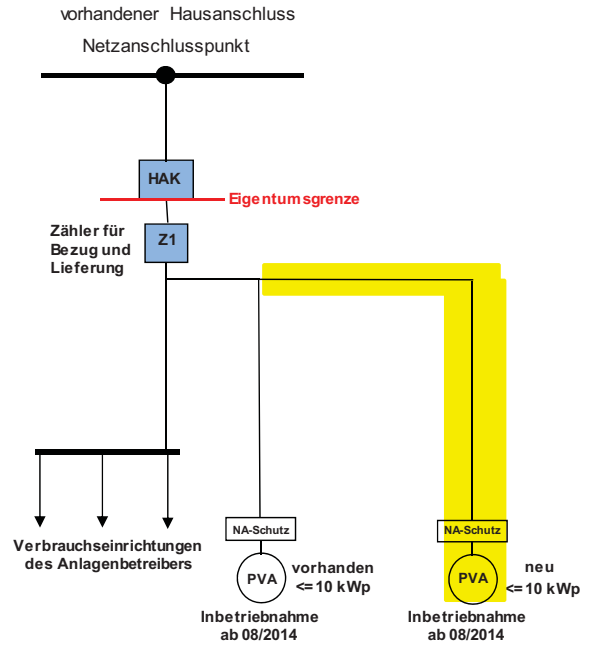 vorhandener Hausanschluss
Netzanschlusspunkt
HAK
Eigentumsgrenze
Zähler für
Bezug und
Lieferung
Z1
NA-Schutz
NA-Schutz
Verbrauchseinrichtungen
des Anlagenbetreibers
PVA
vorhanden
<= 10 kWp
PVA
neu
<= 10 kWp
Inbetriebnahme
ab 08/2014
Inbetriebnahme
ab 08/2014